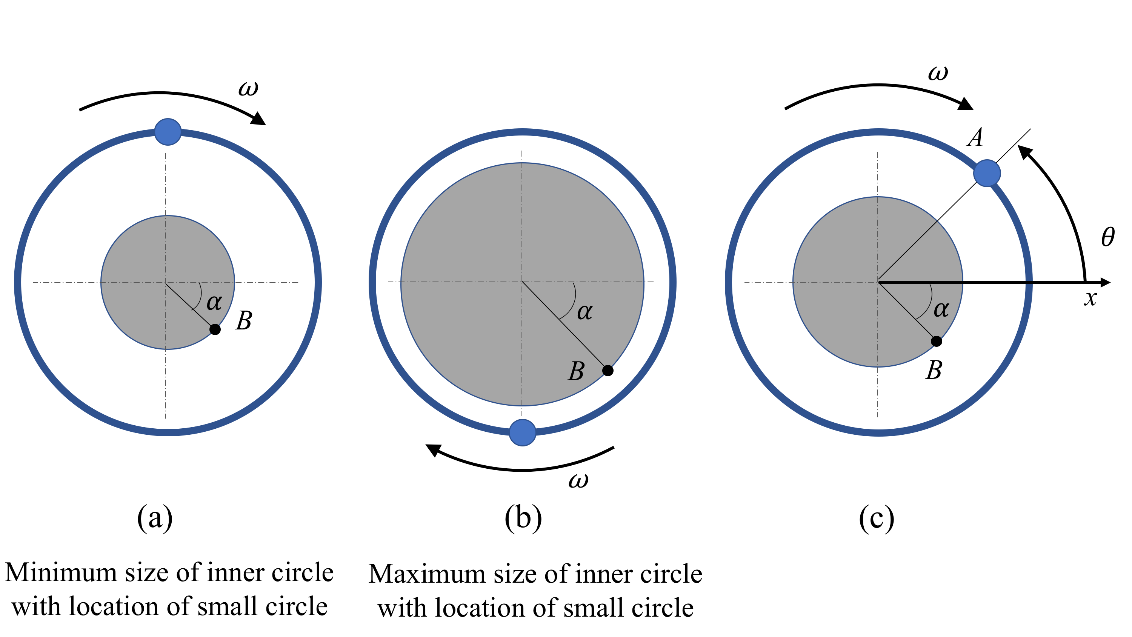 ω
α
B
(a)
Minimum size of inner circle
with location of small circle
α
B
ω
(b)
Maximum size of inner circle
with location of small circle
ω
A
θ
x
α
B
(c)